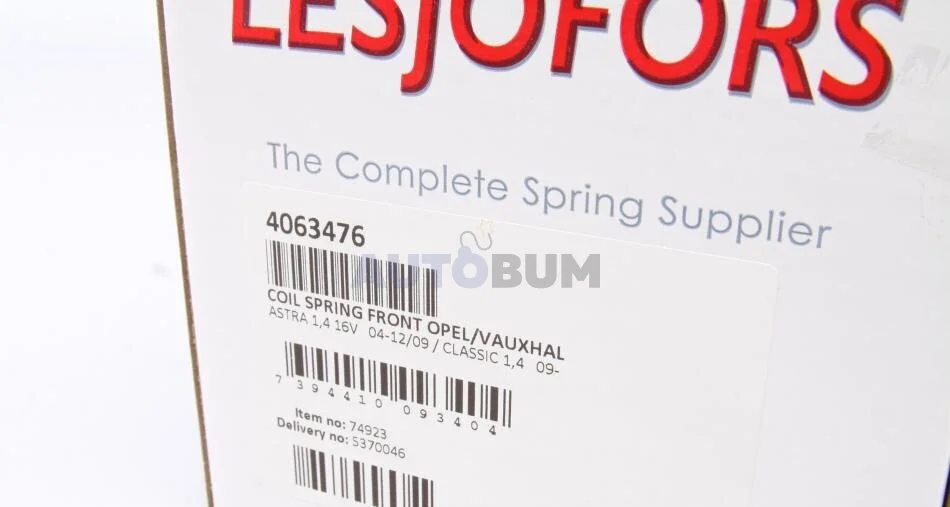 LESJOFORS
The Complete Spring Supplier
4063476
AUTOBUM
COIL SPRING FRONT OPEL/VAUXHAL
ASTRA 1,4 16V 04-12/09 / CLASSIC 1,4 09-
7 394410 093404
Item no: 74923
Delivery no: 5370046